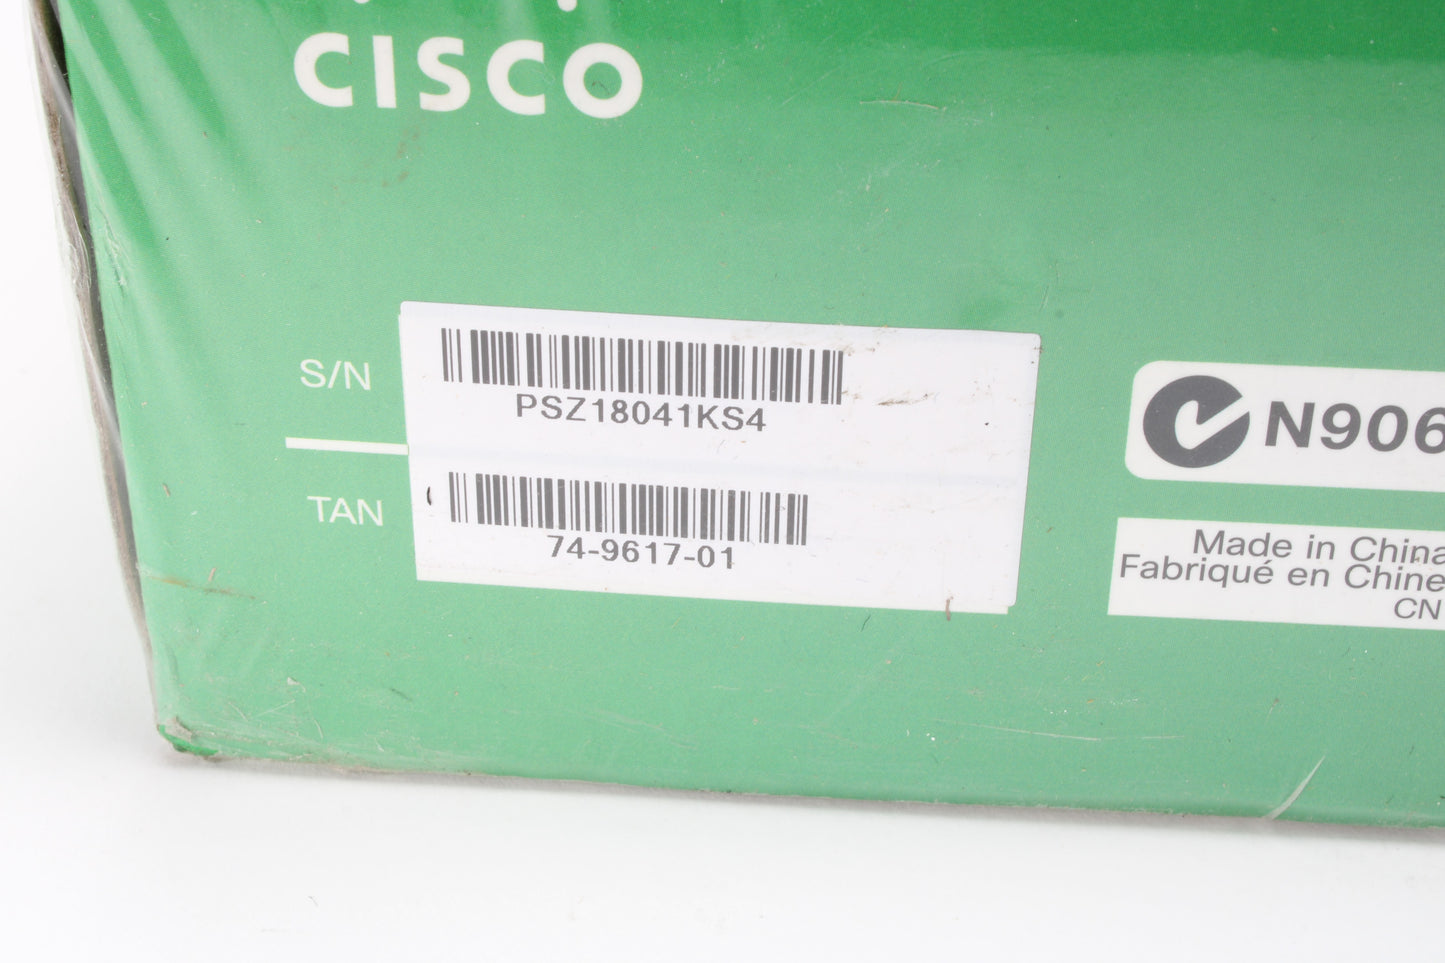 CISCO
S/N
PSZ18041KS4
TAN
74-9617-01
N906
Made in China
Fabriqué en Chine
CN